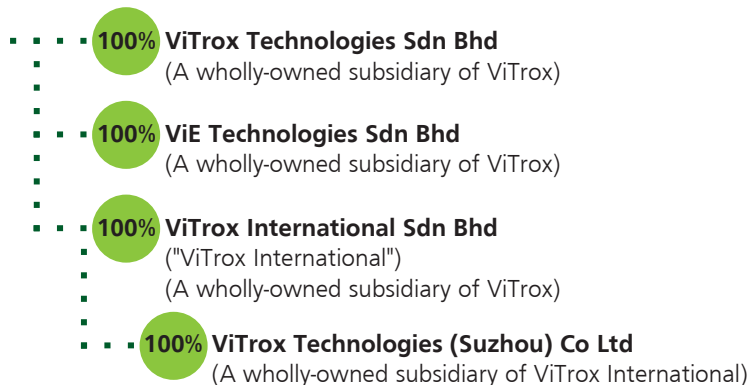 100% ViTrox Technologies Sdn Bhd
(A wholly-owned subsidiary of ViTrox)
100% ViE Technologies Sdn Bhd
(A wholly-owned subsidiary of ViTrox)
100% ViTrox International Sdn Bhd
("ViTrox International")
(A wholly-owned subsidiary of ViTrox)
100% ViTrox Technologies (Suzhou) Co Ltd
(A wholly-owned subsidiary of ViTrox International)